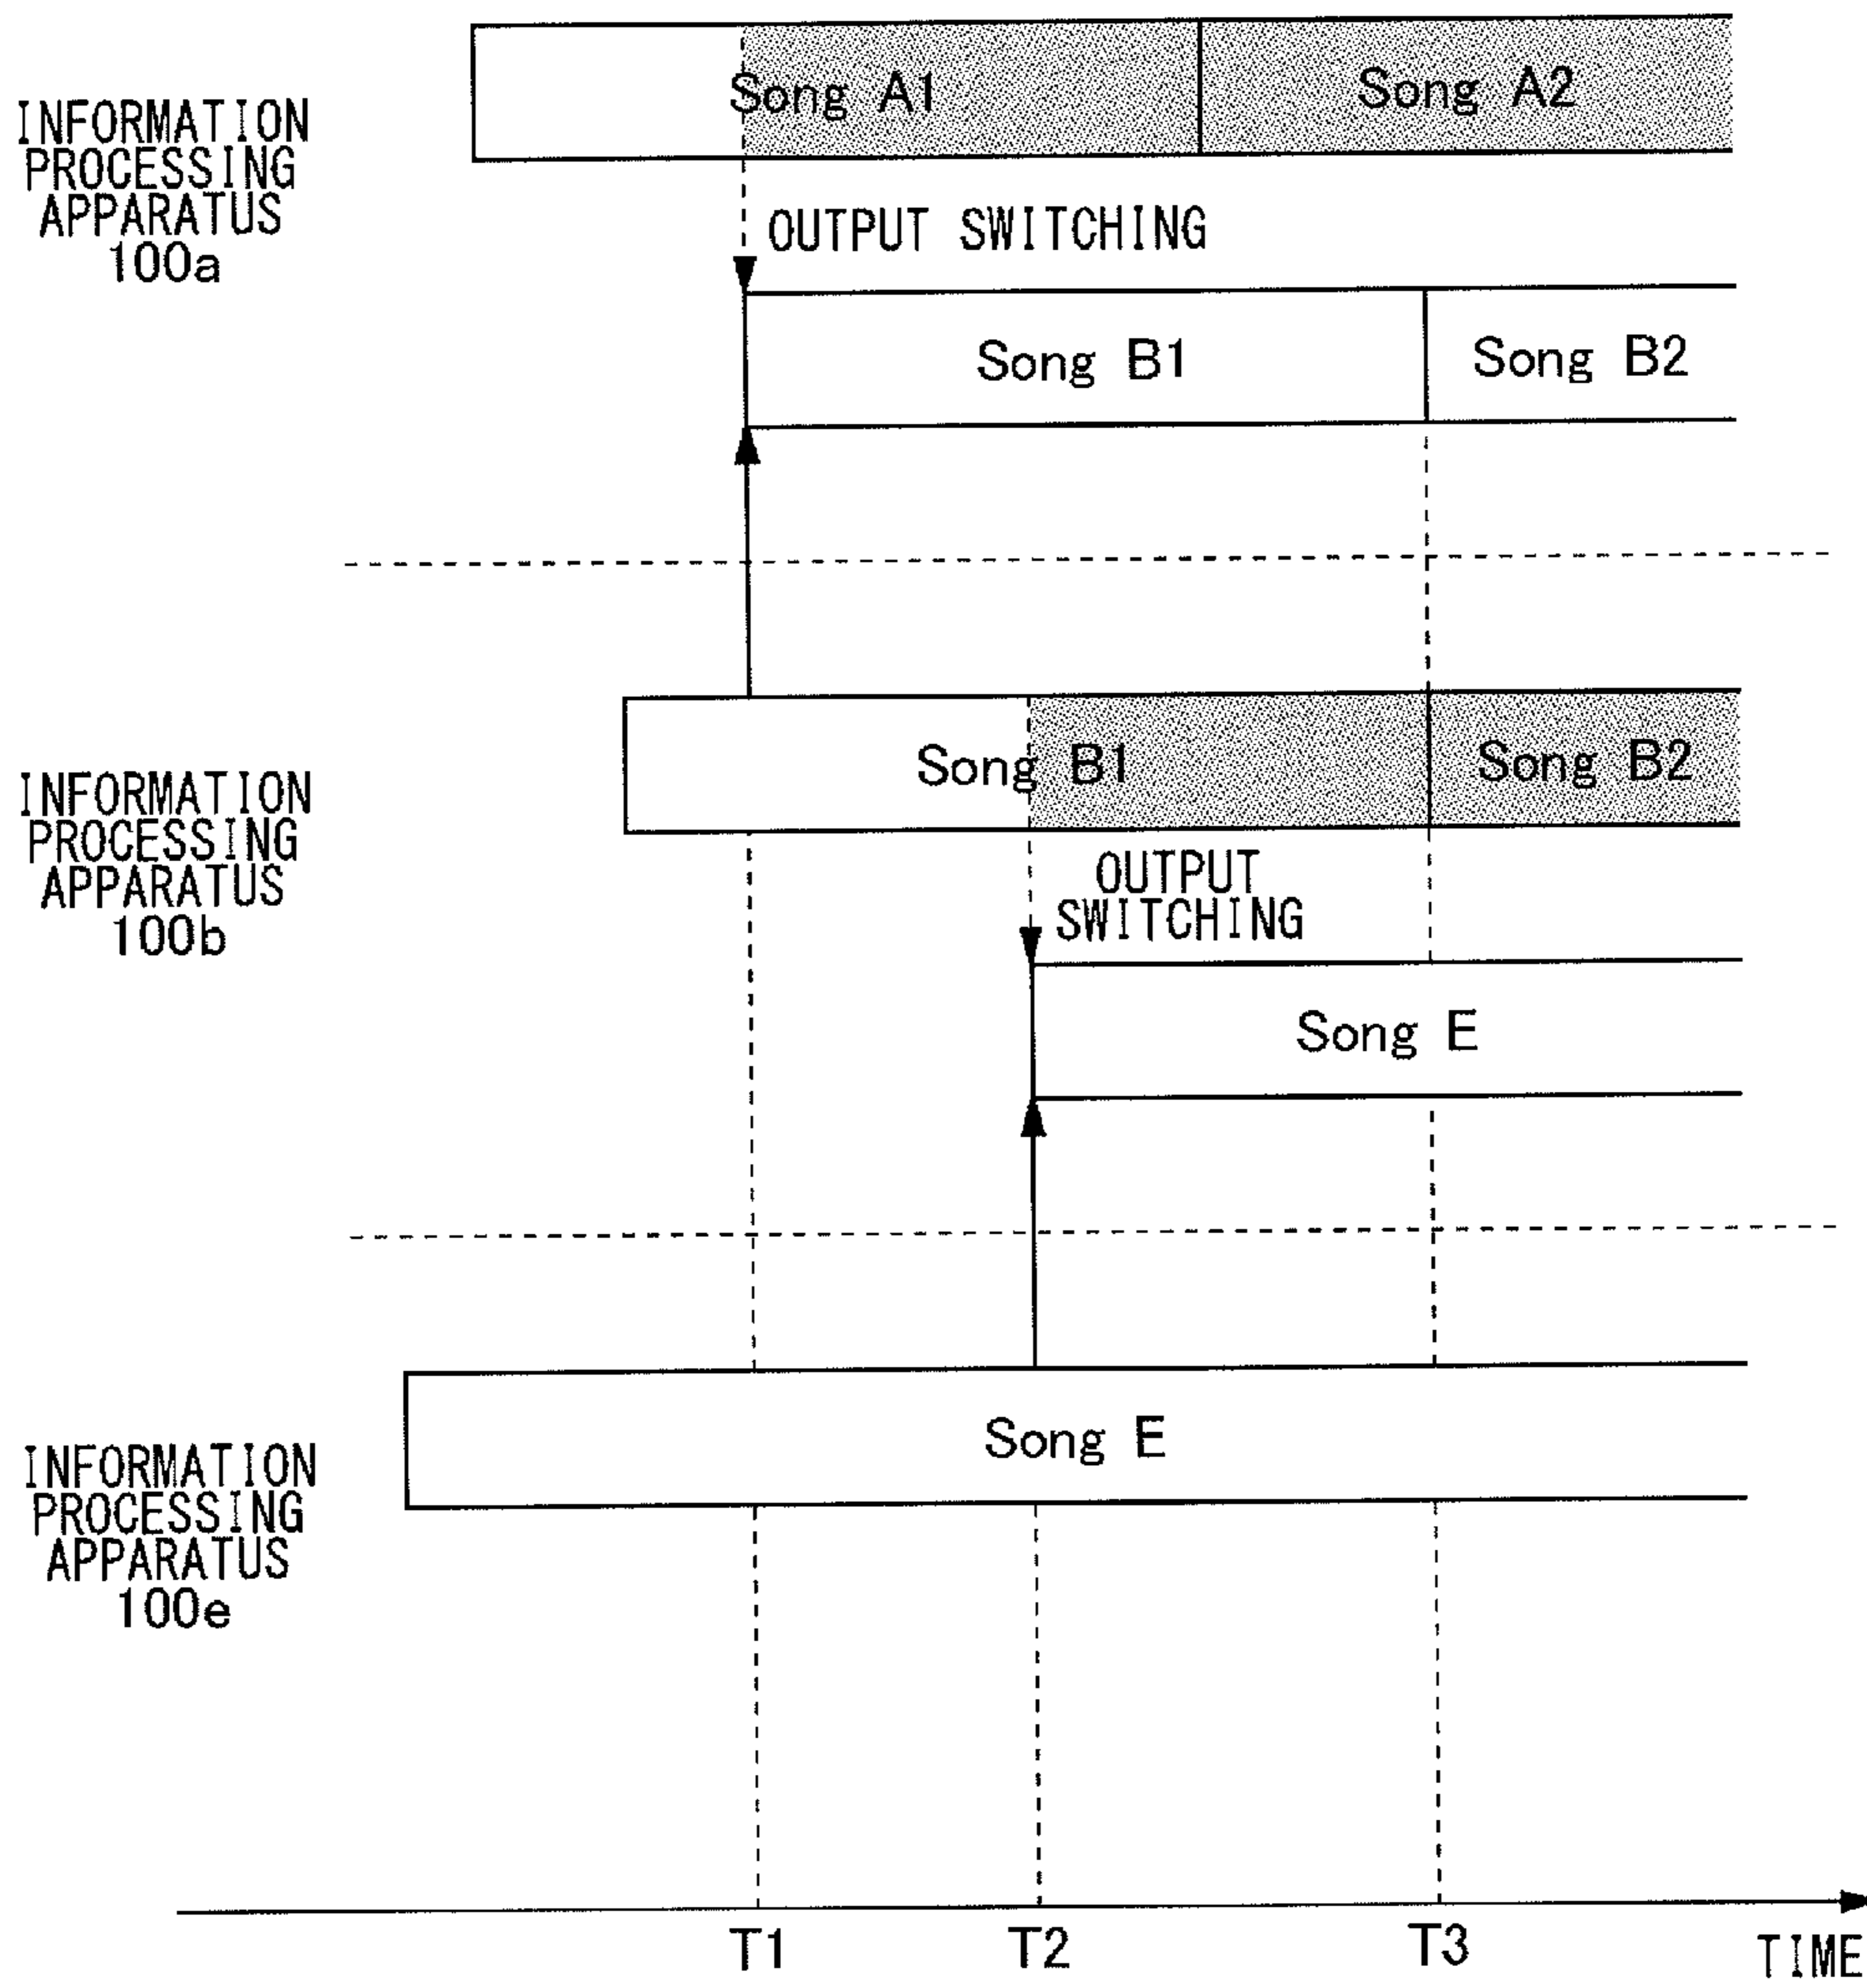 Song A1
Song A2
INFORMATION
PROCESSING
APPARATUS
100a
OUTPUT SWITCHING
Song B1
Song B2
Song B1
Song B2
INFORMATION
PROCESSING
APPARATUS
100b
OUTPUT
SWITCHING
Song E
Song E
INFORMATION
PROCESSING
APPARATUS
100e
T1
T2
T3
TIME